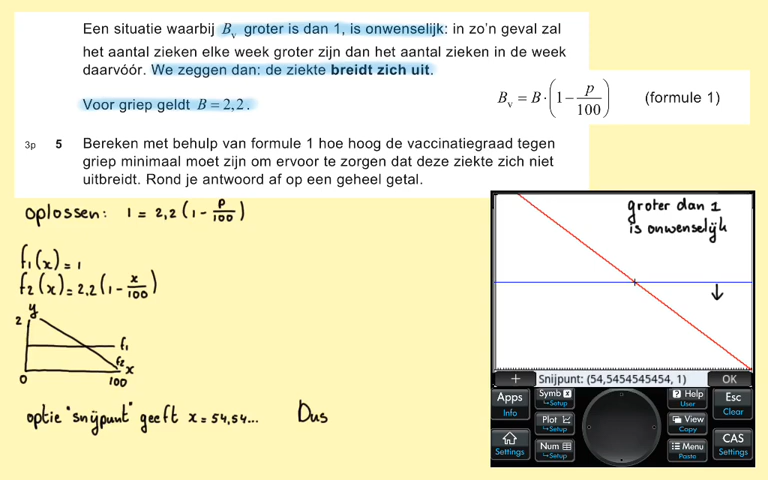 Een situatie waarbij Bv groter is dan 1, is onwenselijk: in zo'n geval zal
het aantal zieken elke week groter zijn dan het aantal zieken in de week
daarvóór. We zeggen dan: de ziekte breidt zich uit.
Voor griep geldt B = 2,2.
Bv = B · (1 − p/100) (formule 1)
3p 5 Bereken met behulp van formule 1 hoe hoog de vaccinatiegraad tegen
griep minimaal moet zijn om ervoor te zorgen dat deze ziekte zich niet
uitbreidt. Rond je antwoord af op een geheel getal.
oplossen: 1 = 2,2 (1 − p/100)
f1(x) = 1
f2(x) = 2,2 (1 − x/100)
y
2
f1
f2
x
0 100
optie "snijpunt" geeft x = 54,54... Dus
groter dan 1
is onwenselijk
↓
+ Snijpunt: (54,5454545454, 1) OK
Apps Info
Symb x ↪Setup
Plot ↪Setup
Num ↪Setup
Settings
? Help User
View Copy
Menu Paste
Esc Clear
CAS Settings